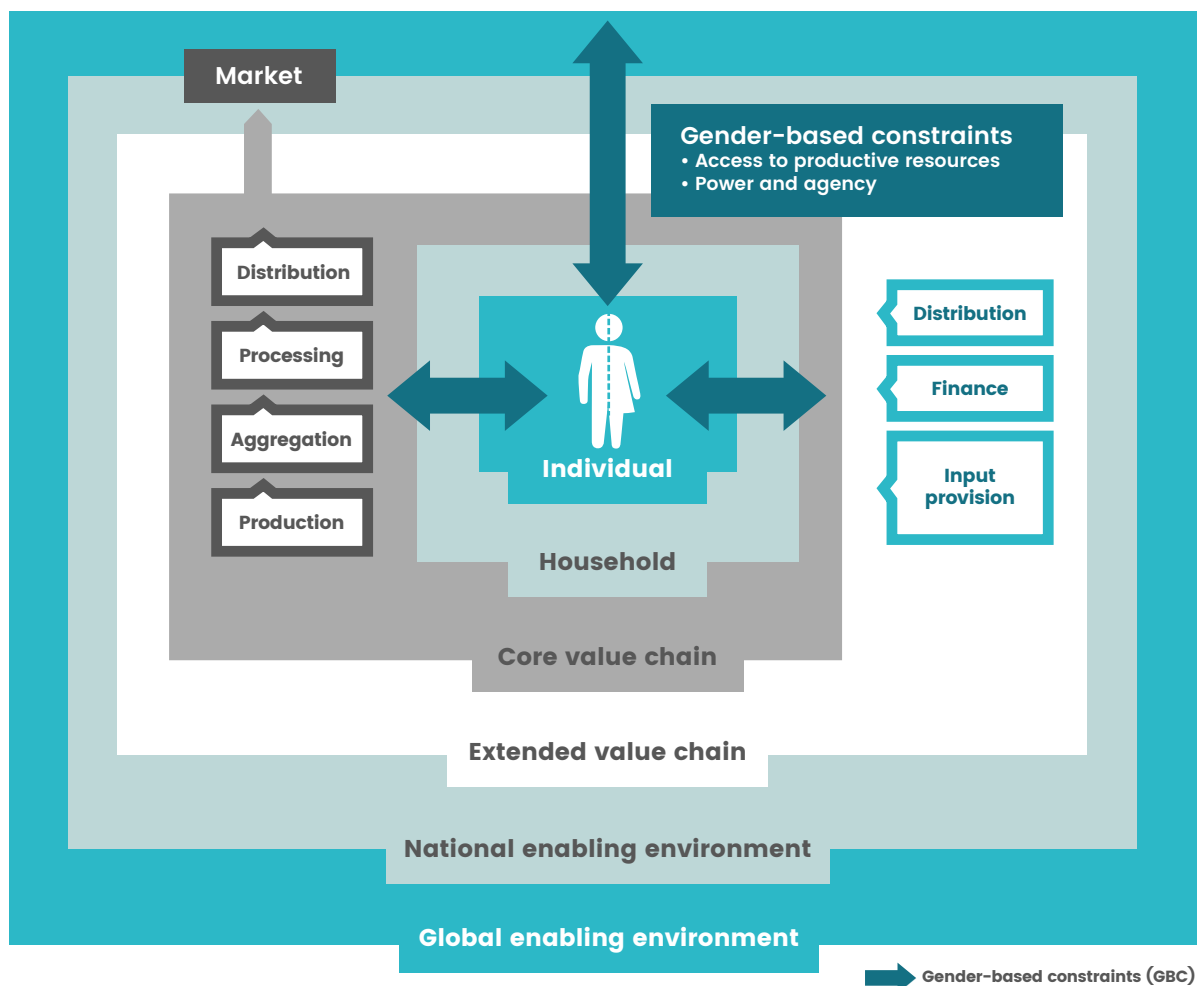 Market
Gender-based constraints
• Access to productive resources
• Power and agency
Distribution
Processing
Aggregation
Production
Individual
Distribution
Finance
Input
provision
Household
Core value chain
Extended value chain
National enabling environment
Global enabling environment
Gender-based constraints (GBC)